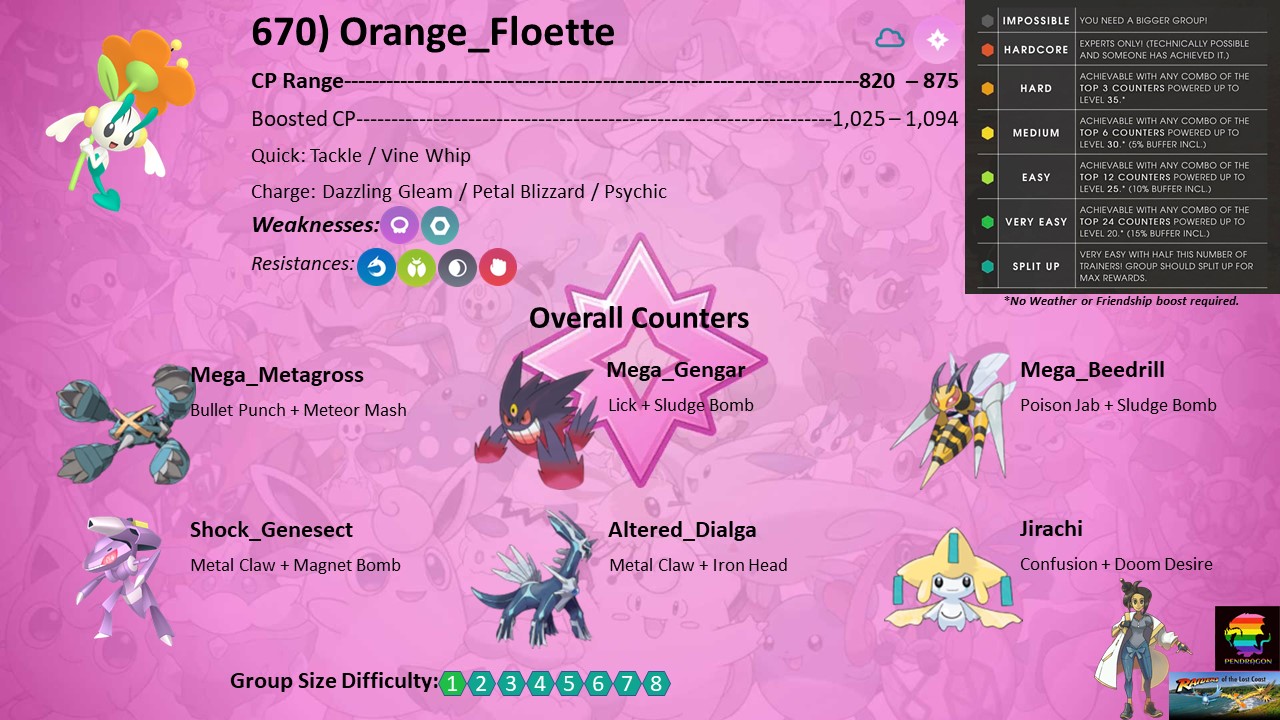 670) Orange_Floette
CP Range--------------------------------------------------------------------------820 – 875
Boosted CP--------------------------------------------------------------------1,025 – 1,094
Quick: Tackle / Vine Whip
Charge: Dazzling Gleam / Petal Blizzard / Psychic
Weaknesses:
Resistances:
IMPOSSIBLE YOU NEED A BIGGER GROUP!
HARDCORE EXPERTS ONLY! (TECHNICALLY POSSIBLE
AND SOMEONE HAS ACHIEVED IT.)
HARD ACHIEVABLE WITH ANY COMBO OF THE
TOP 3 COUNTERS POWERED UP TO
LEVEL 35.*
MEDIUM ACHIEVABLE WITH ANY COMBO OF THE
TOP 6 COUNTERS POWERED UP TO
LEVEL 30.* (5% BUFFER INCL.)
EASY ACHIEVABLE WITH ANY COMBO OF THE
TOP 12 COUNTERS POWERED UP TO
LEVEL 25.* (10% BUFFER INCL.)
VERY EASY ACHIEVABLE WITH ANY COMBO OF THE
TOP 24 COUNTERS POWERED UP TO
LEVEL 20.* (15% BUFFER INCL.)
SPLIT UP VERY EASY WITH HALF THIS NUMBER OF
TRAINERS! GROUP SHOULD SPLIT UP FOR
MAX REWARDS.
*No Weather or Friendship boost required.
Overall Counters
Mega_Metagross
Bullet Punch + Meteor Mash
Mega_Gengar
Lick + Sludge Bomb
Mega_Beedrill
Poison Jab + Sludge Bomb
Shock_Genesect
Metal Claw + Magnet Bomb
Altered_Dialga
Metal Claw + Iron Head
Jirachi
Confusion + Doom Desire
Group Size Difficulty: 1 2 3 4 5 6 7 8
PENDRAGON
RAIDERS of the Lost Coast